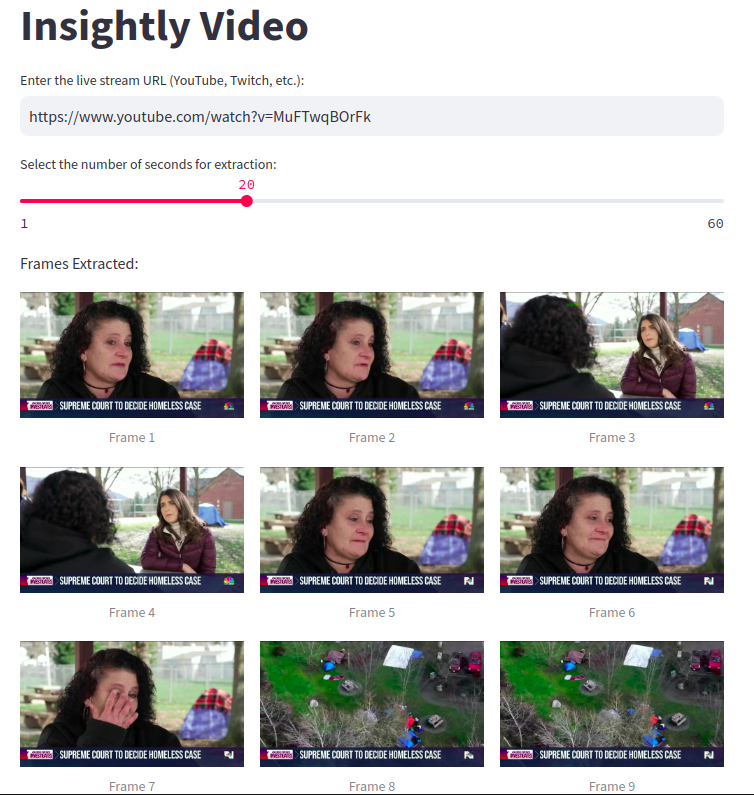 Insightly Video
Enter the live stream URL (YouTube, Twitch, etc.):
https://www.youtube.com/watch?v=MuFTwqBOrFk
Select the number of seconds for extraction:
20
1 60
Frames Extracted:
SUPREME COURT TO DECIDE HOMELESS CASE
SUPREME COURT TO DECIDE HOMELESS CASE
SUPREME COURT TO DECIDE HOMELESS CASE
Frame 1
Frame 2
Frame 3
SUPREME COURT TO DECIDE HOMELESS CASE
SUPREME COURT TO DECIDE HOMELESS CASE
SUPREME COURT TO DECIDE HOMELESS CASE
Frame 4
Frame 5
Frame 6
SUPREME COURT TO DECIDE HOMELESS CASE
SUPREME COURT TO DECIDE HOMELESS CASE
SUPREME COURT TO DECIDE HOMELESS CASE
Frame 7
Frame 8
Frame 9